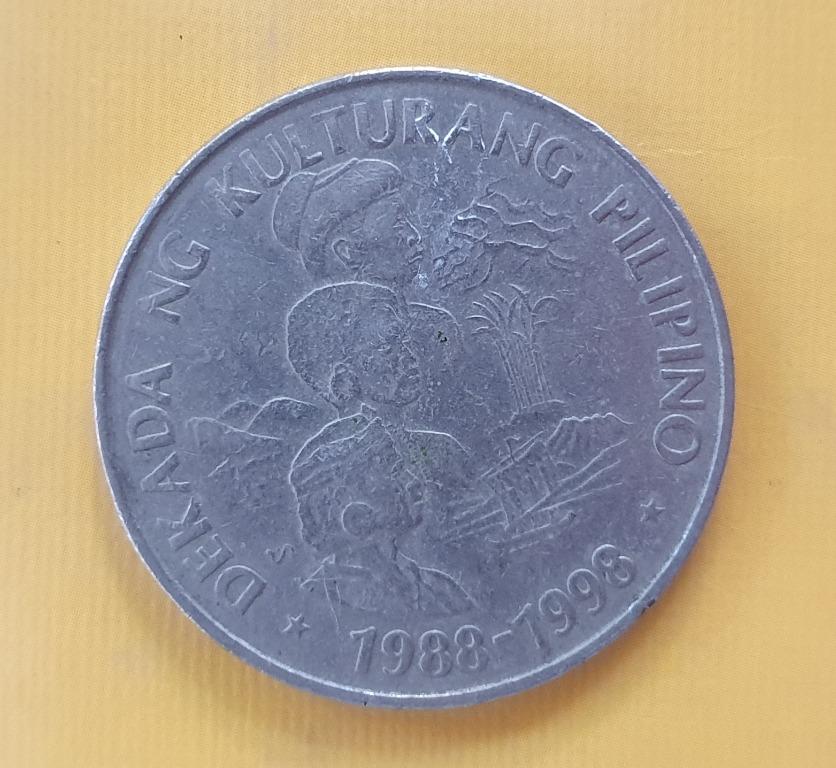 DEKADA NG KULTURANG PILIPINO
1988-1998
S